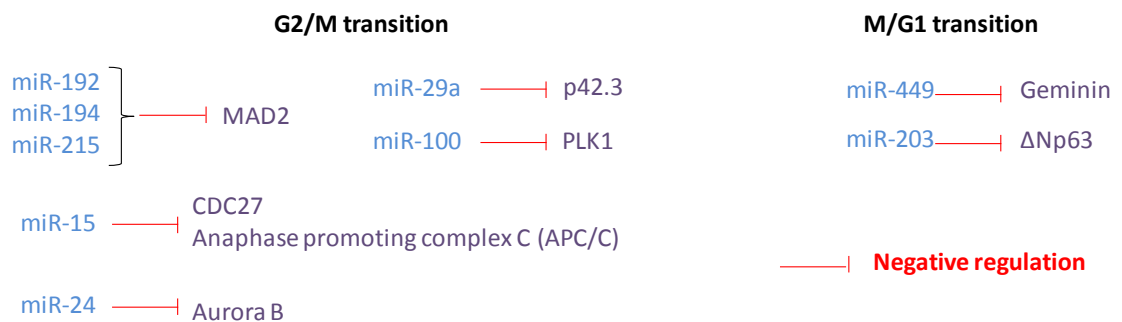 G2/M transition
miR-192
miR-194
miR-215
MAD2
miR-29a
p42.3
miR-100
PLK1
miR-15
CDC27
Anaphase promoting complex C (APC/C)
miR-24
Aurora B
M/G1 transition
miR-449
Geminin
miR-203
ΔNp63
Negative regulation